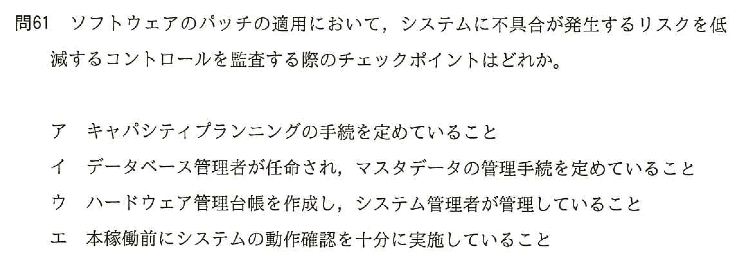 問61 ソフトウェアのパッチの適用において，システムに不具合が発生するリスクを低
減するコントロールを監査する際のチェックポイントはどれか。
ア キャパシティプランニングの手続を定めていること
イ データベース管理者が任命され，マスタデータの管理手続を定めていること
ウ ハードウェア管理台帳を作成し，システム管理者が管理していること
エ 本稼働前にシステムの動作確認を十分に実施していること